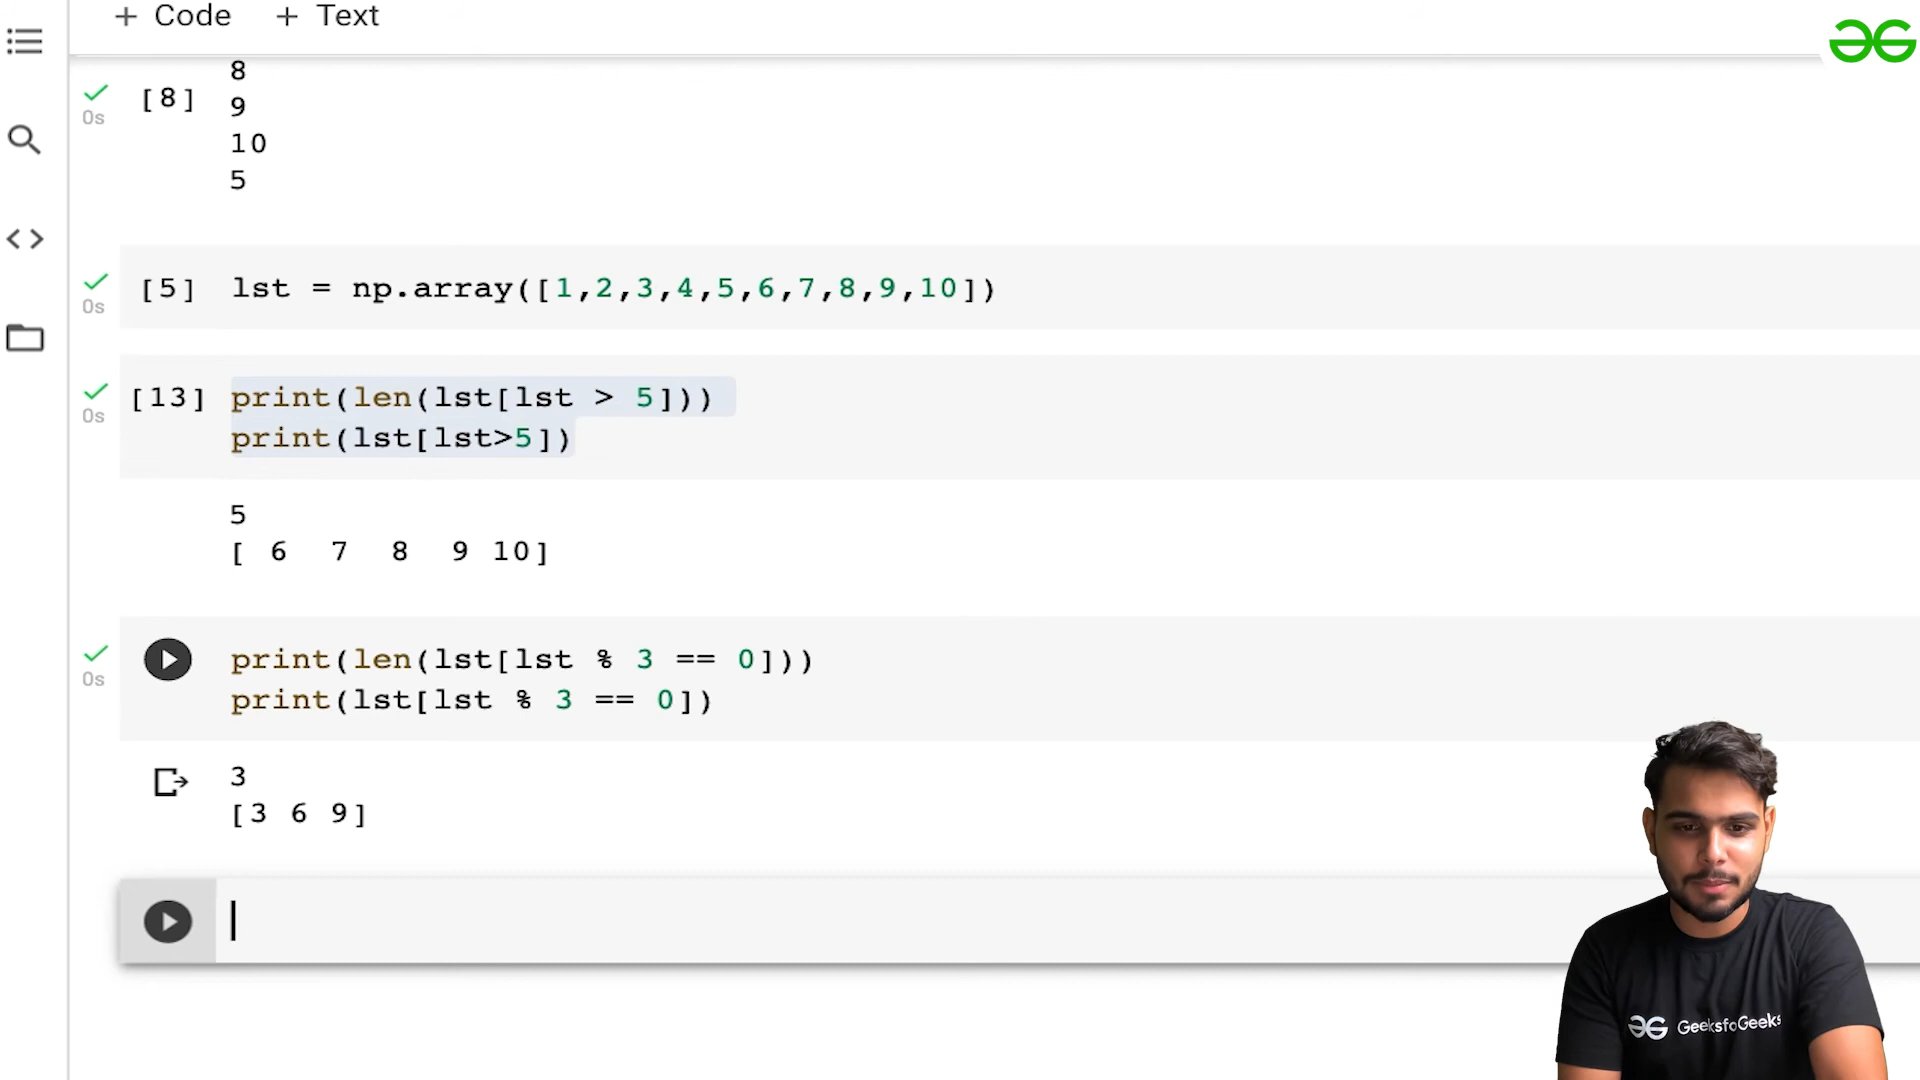 + Code + Text
8
[8] 9
0s
10
5
[5] lst = np.array([1,2,3,4,5,6,7,8,9,10])
0s
[13] print(len(lst[lst > 5]))
0s
print(lst[lst>5])
5
[ 6 7 8 9 10]
print(len(lst[lst % 3 == 0]))
0s
print(lst[lst % 3 == 0])
3
[3 6 9]
GeeksforGeeks